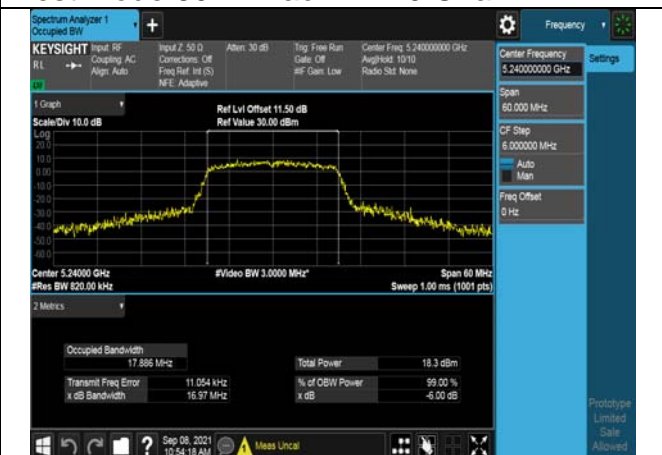 Spectrum Analyzer 1
Occupied BW
Frequency
KEYSIGHT
RL
Input: RF
Coupling: AC
Align: Auto
Input Z: 50 Ω
Corrections: Off
Freq Ref: Int (S)
NFE: Adaptive
Atten: 30 dB
Trig: Free Run
Gate: Off
#IF Gain: Low
Center Freq: 5.240000000 GHz
Avg|Hold: 10/10
Radio Std: None
Center Frequency
5.240000000 GHz
Settings
Span
60.000 MHz
CF Step
6.000000 MHz
Auto
Man
Freq Offset
0 Hz
1 Graph
Scale/Div 10.0 dB
Ref Lvl Offset 11.50 dB
Ref Value 30.00 dBm
Log
20.0
10.0
0.00
-10.0
-20.0
-30.0
-40.0
-50.0
-60.0
Center 5.24000 GHz
#Res BW 820.00 kHz
#Video BW 3.0000 MHz*
Span 60 MHz
Sweep 1.00 ms (1001 pts)
2 Metrics
Occupied Bandwidth
17.886 MHz
Total Power 18.3 dBm
Transmit Freq Error 11.054 kHz
% of OBW Power 99.00 %
x dB Bandwidth 16.97 MHz
x dB -6.00 dB
Prototype
Limited
Sale
Allowed
Sep 08, 2021
10:54:18 AM
Meas Uncal